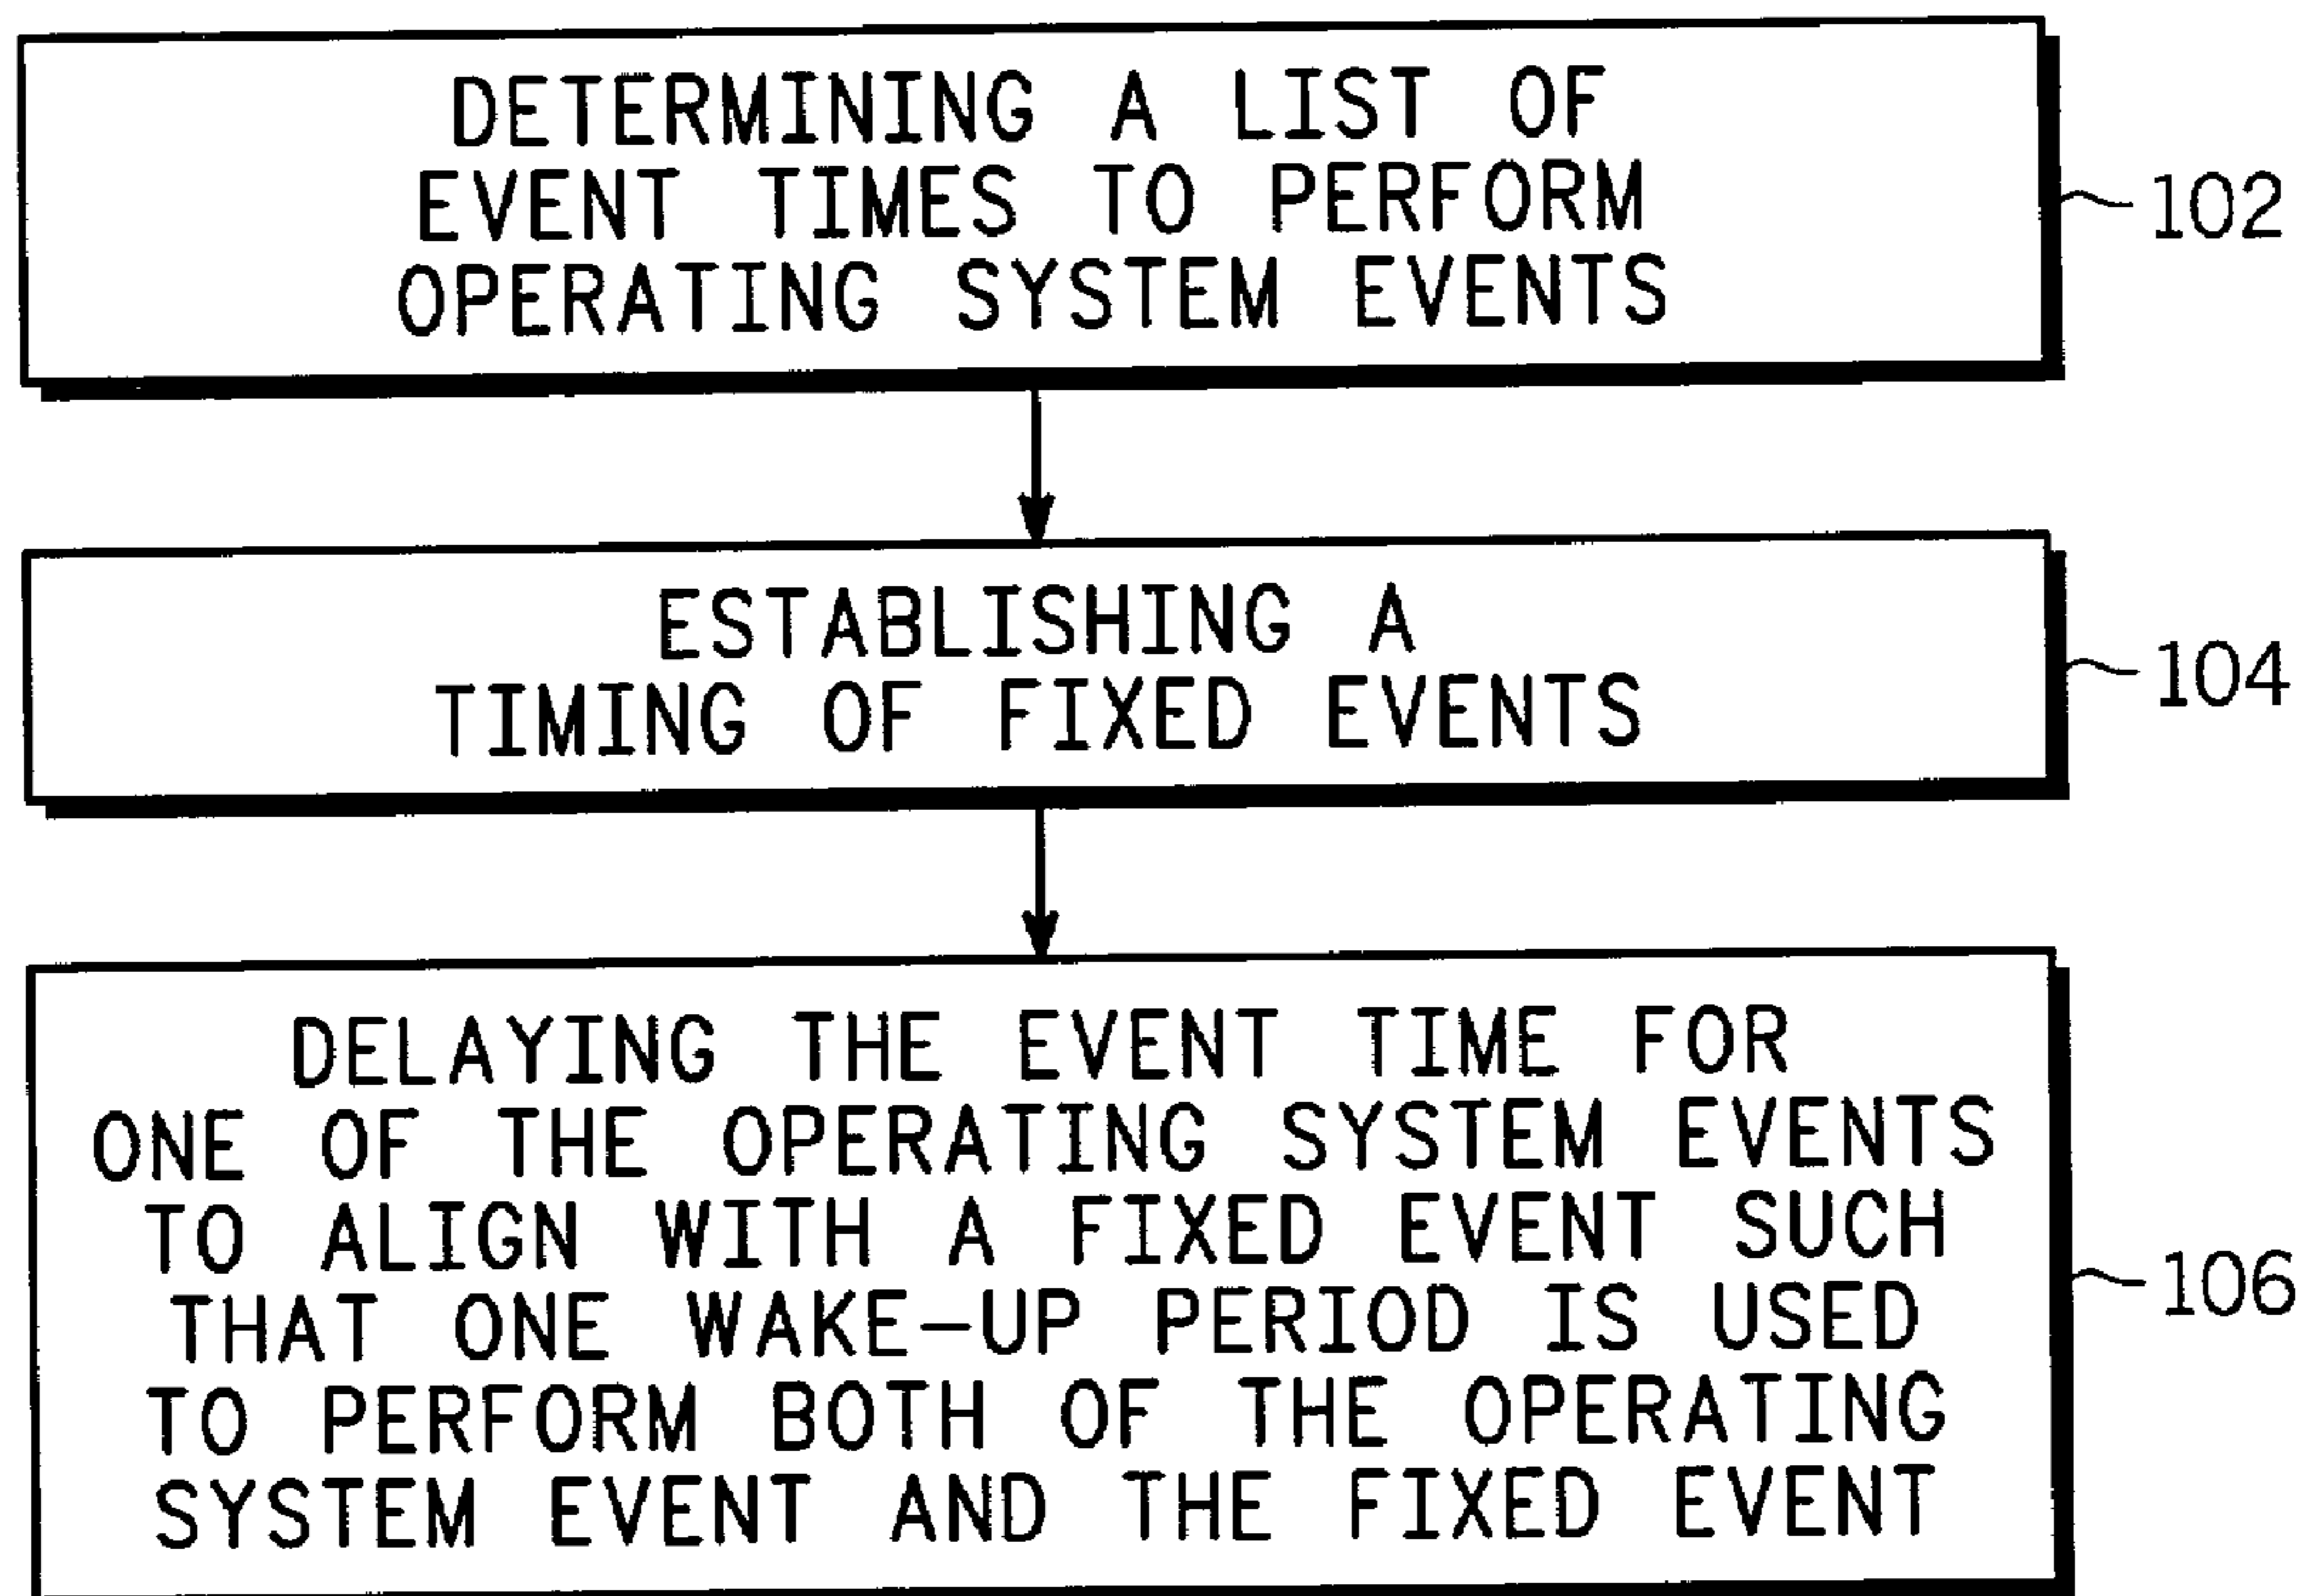 DETERMINING A LIST OF
EVENT TIMES TO PERFORM
OPERATING SYSTEM EVENTS
102
ESTABLISHING A
TIMING OF FIXED EVENTS
104
DELAYING THE EVENT TIME FOR
ONE OF THE OPERATING SYSTEM EVENTS
TO ALIGN WITH A FIXED EVENT SUCH
THAT ONE WAKE-UP PERIOD IS USED
TO PERFORM BOTH OF THE OPERATING
SYSTEM EVENT AND THE FIXED EVENT
106